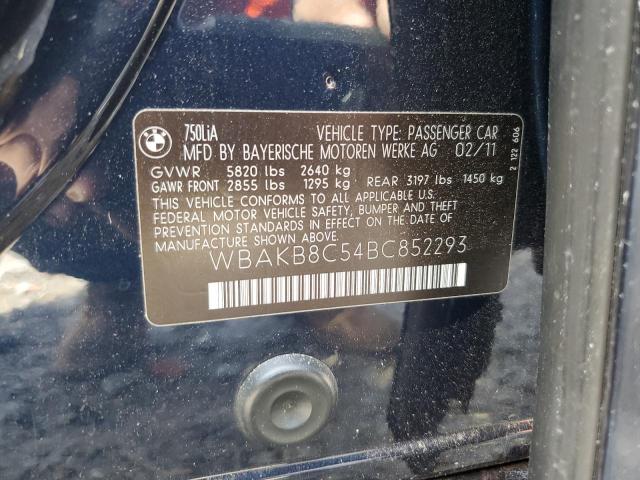 750LiA VEHICLE TYPE: PASSENGER CAR
MFD BY BAYERISCHE MOTOREN WERKE AG 02/11
GVWR 5820 lbs 2640 kg
GAWR FRONT 2855 lbs 1295 kg REAR 3197 lbs 1450 kg
THIS VEHICLE CONFORMS TO ALL APPLICABLE U.S.
FEDERAL MOTOR VEHICLE SAFETY, BUMPER AND THEFT
PREVENTION STANDARDS IN EFFECT ON THE DATE OF
MANUFACTURE SHOWN ABOVE.
WBAKB8C54BC852293
2 122 606